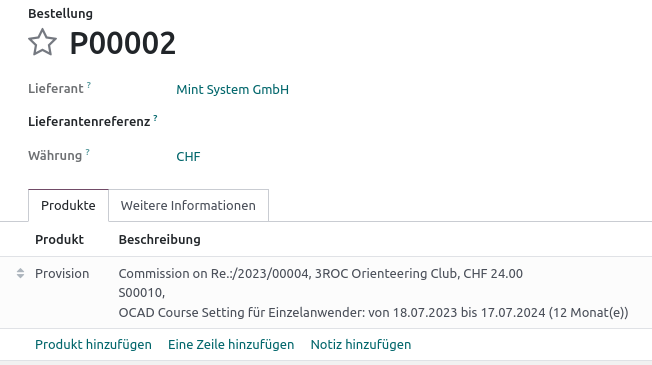 Bestellung
P00002
Lieferant ?
Mint System GmbH
Lieferantenreferenz ?
Währung ?
CHF
Produkte
Weitere Informationen
Produkt
Beschreibung
Provision
Commission on Re.:/2023/00004, 3ROC Orienteering Club, CHF 24.00
S00010,
OCAD Course Setting für Einzelanwender: von 18.07.2023 bis 17.07.2024 (12 Monat(e))
Produkt hinzufügen
Eine Zeile hinzufügen
Notiz hinzufügen